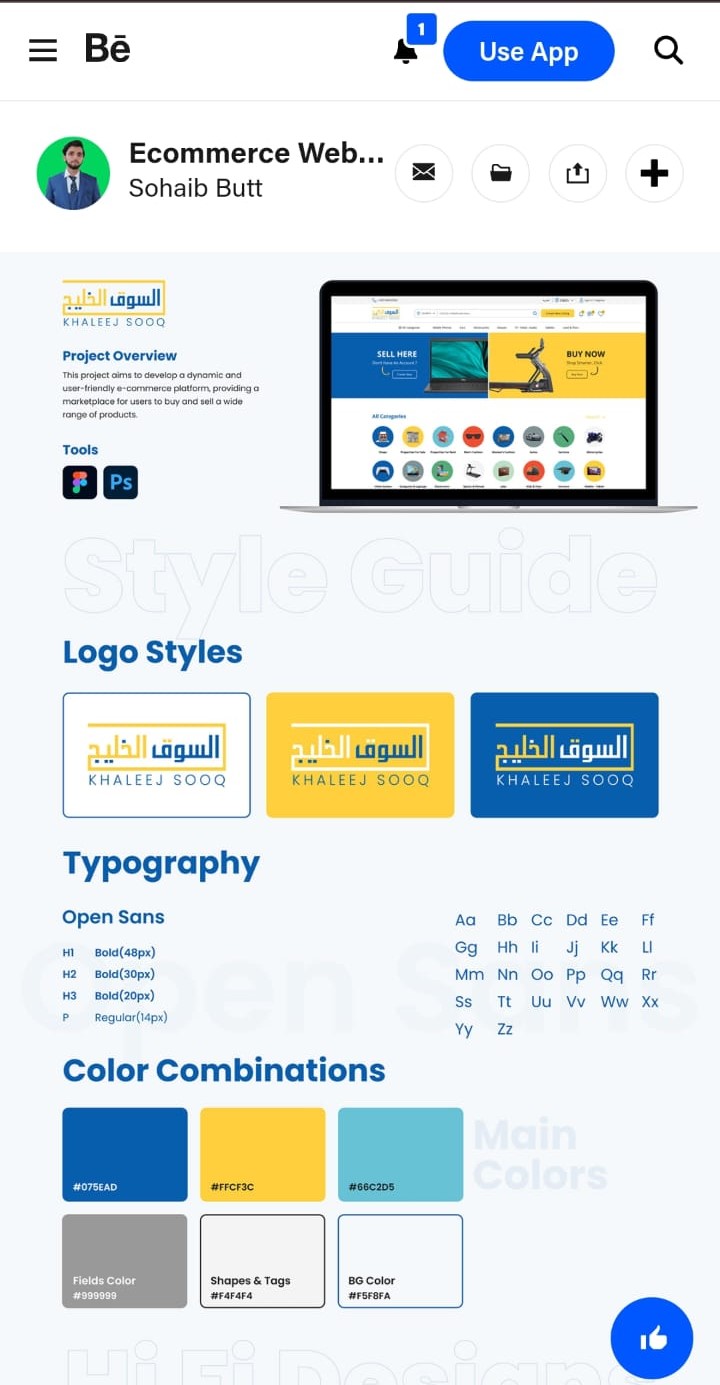 Bē
1
Use App
Ecommerce Web...
Sohaib Butt
السوق الخليج
KHALEEJ SOOQ
Project Overview
This project aims to develop a dynamic and
user-friendly e-commerce platform, providing a
marketplace for users to buy and sell a wide
range of products.
Tools
Ps
SELL HERE
BUY NOW
All Categories
Style Guide
Logo Styles
السوق الخليج
KHALEEJ SOOQ
السوق الخليج
KHALEEJ SOOQ
السوق الخليج
KHALEEJ SOOQ
Typography
Open Sans
Open Sans
H1 Bold(48px)
H2 Bold(30px)
H3 Bold(20px)
P Regular(14px)
Aa Bb Cc Dd Ee Ff
Gg Hh Ii Jj Kk Ll
Mm Nn Oo Pp Qq Rr
Ss Tt Uu Vv Ww Xx
Yy Zz
Color Combinations
#075EAD
#FFCF3C
#66C2D5
Main
Colors
Fields Color
#999999
Shapes & Tags
#F4F4F4
BG Color
#F5F8FA
Hi Fi Designs